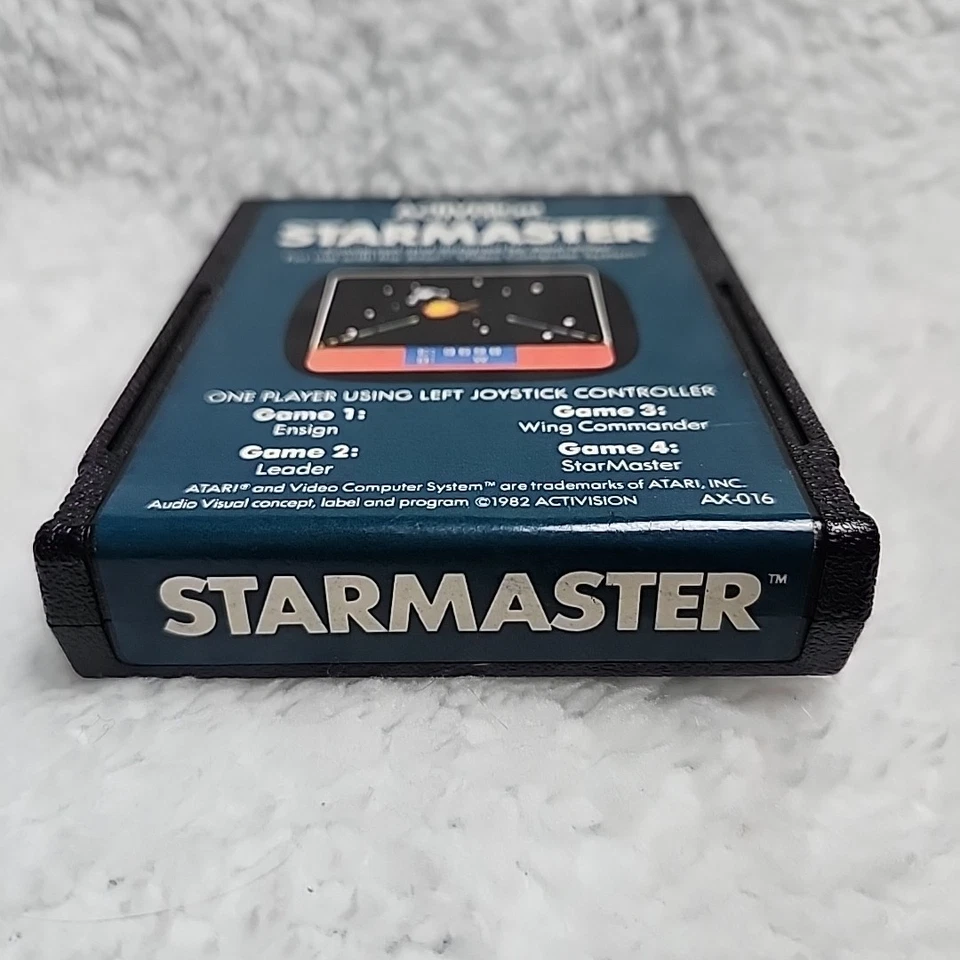 ACTIVISION
STARMASTER
ONE PLAYER USING LEFT JOYSTICK CONTROLLER
Game 1: Game 3:
Ensign Wing Commander
Game 2: Game 4:
Leader StarMaster
ATARI® and Video Computer System™ are trademarks of ATARI, INC.
Audio Visual concept, label and program ©1982 ACTIVISION AX-016
STARMASTER™